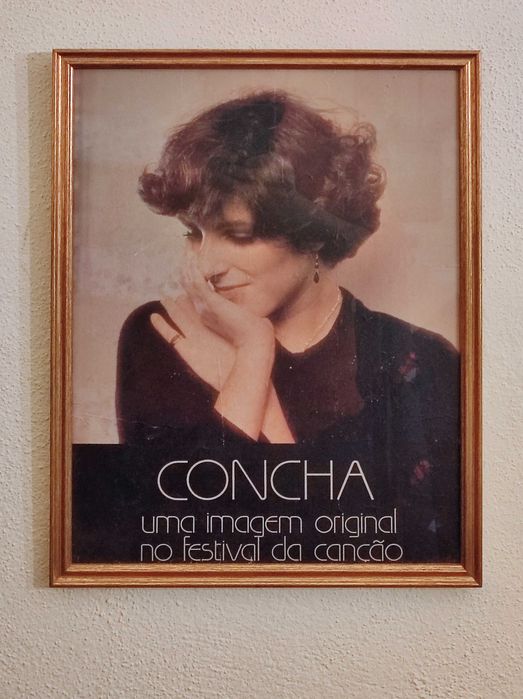 CONCHA
uma imagem original
no festival da canção